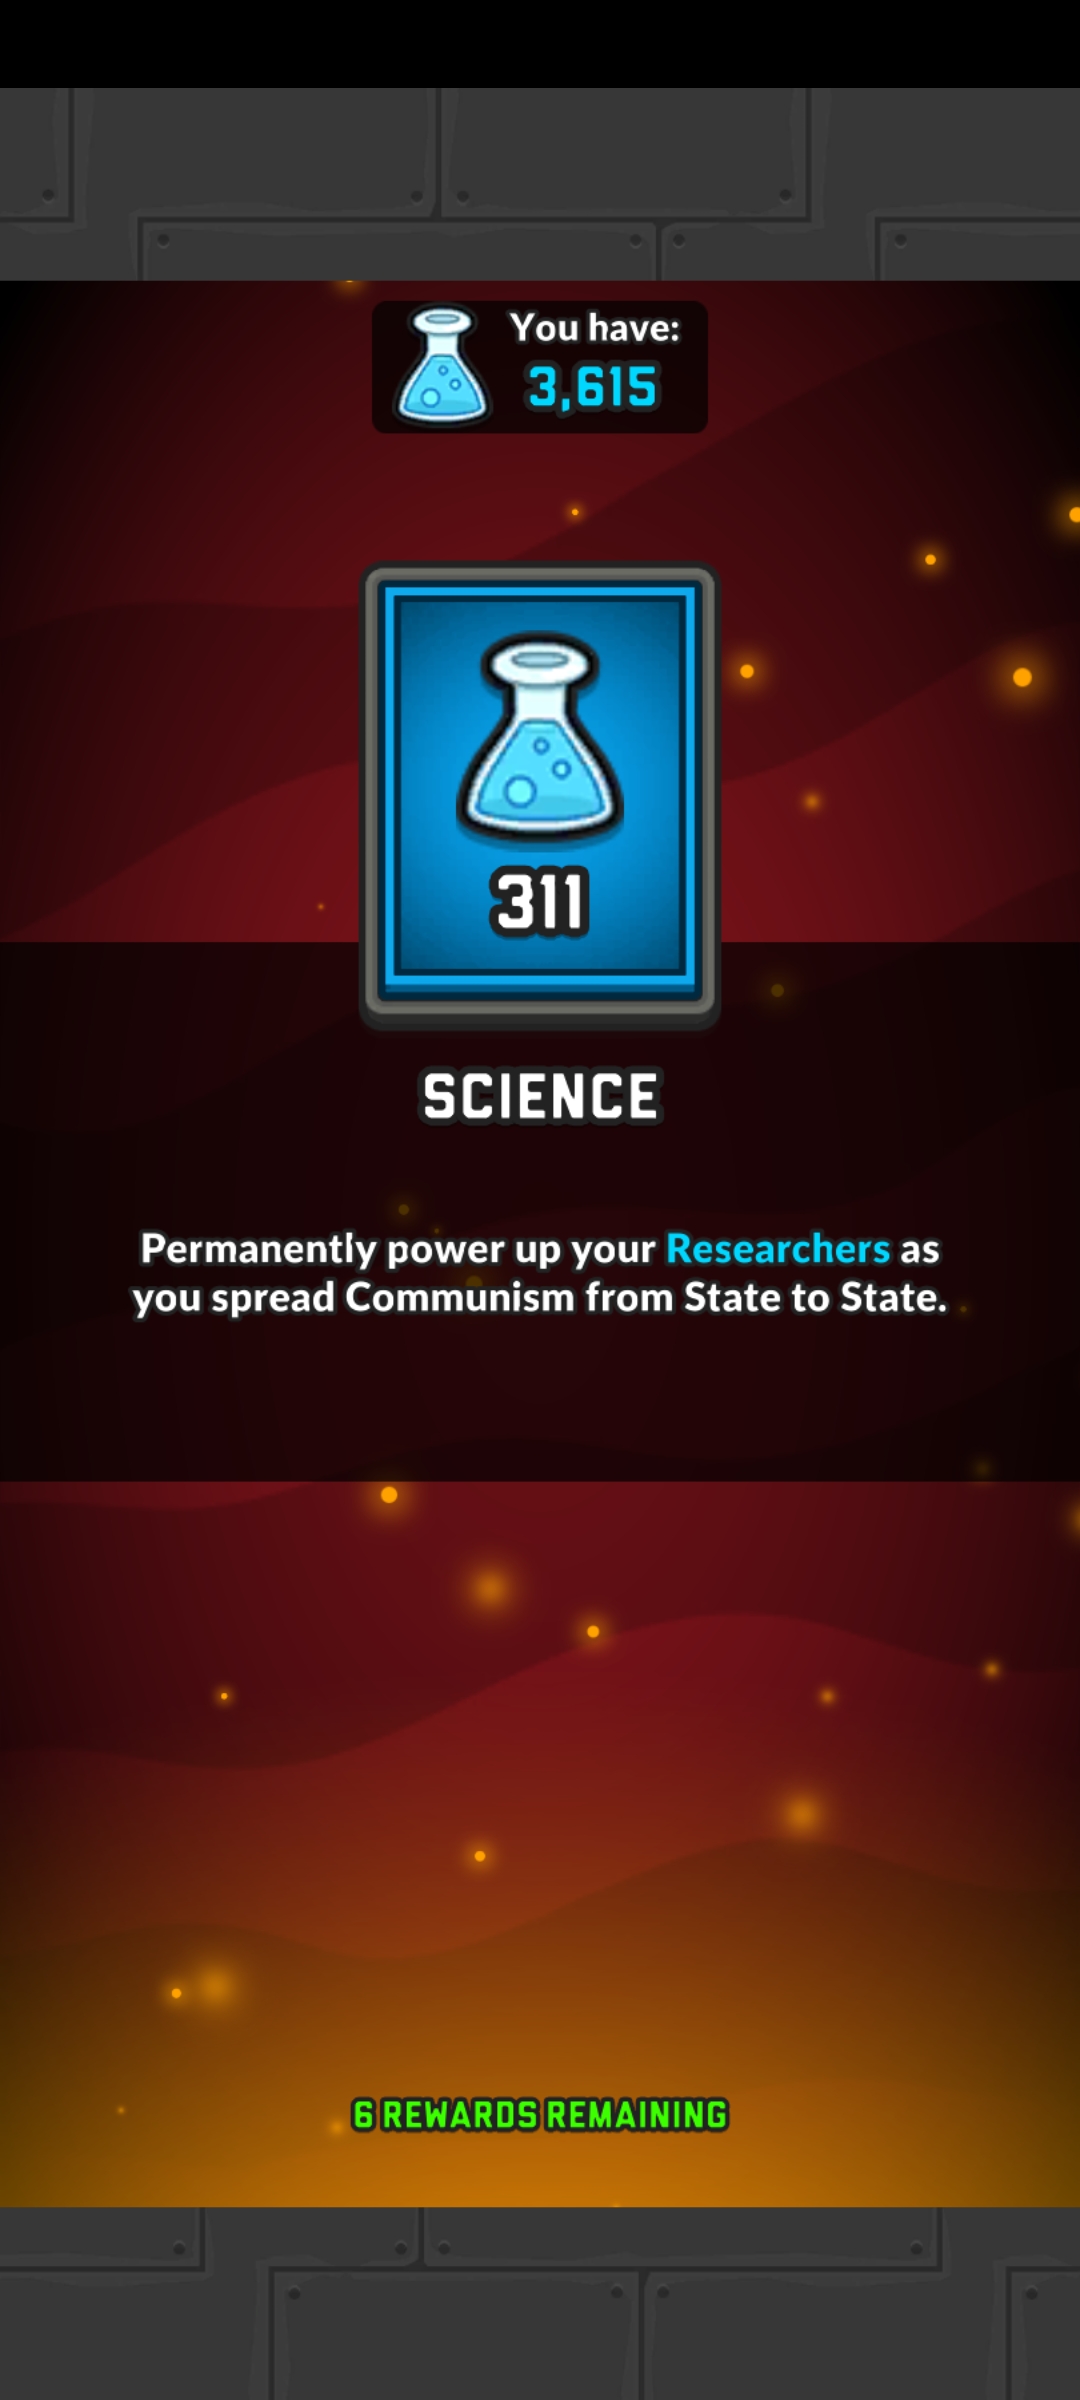 You have:
3,615
311
SCIENCE
Permanently power up your Researchers as
you spread Communism from State to State.
6 REWARDS REMAINING